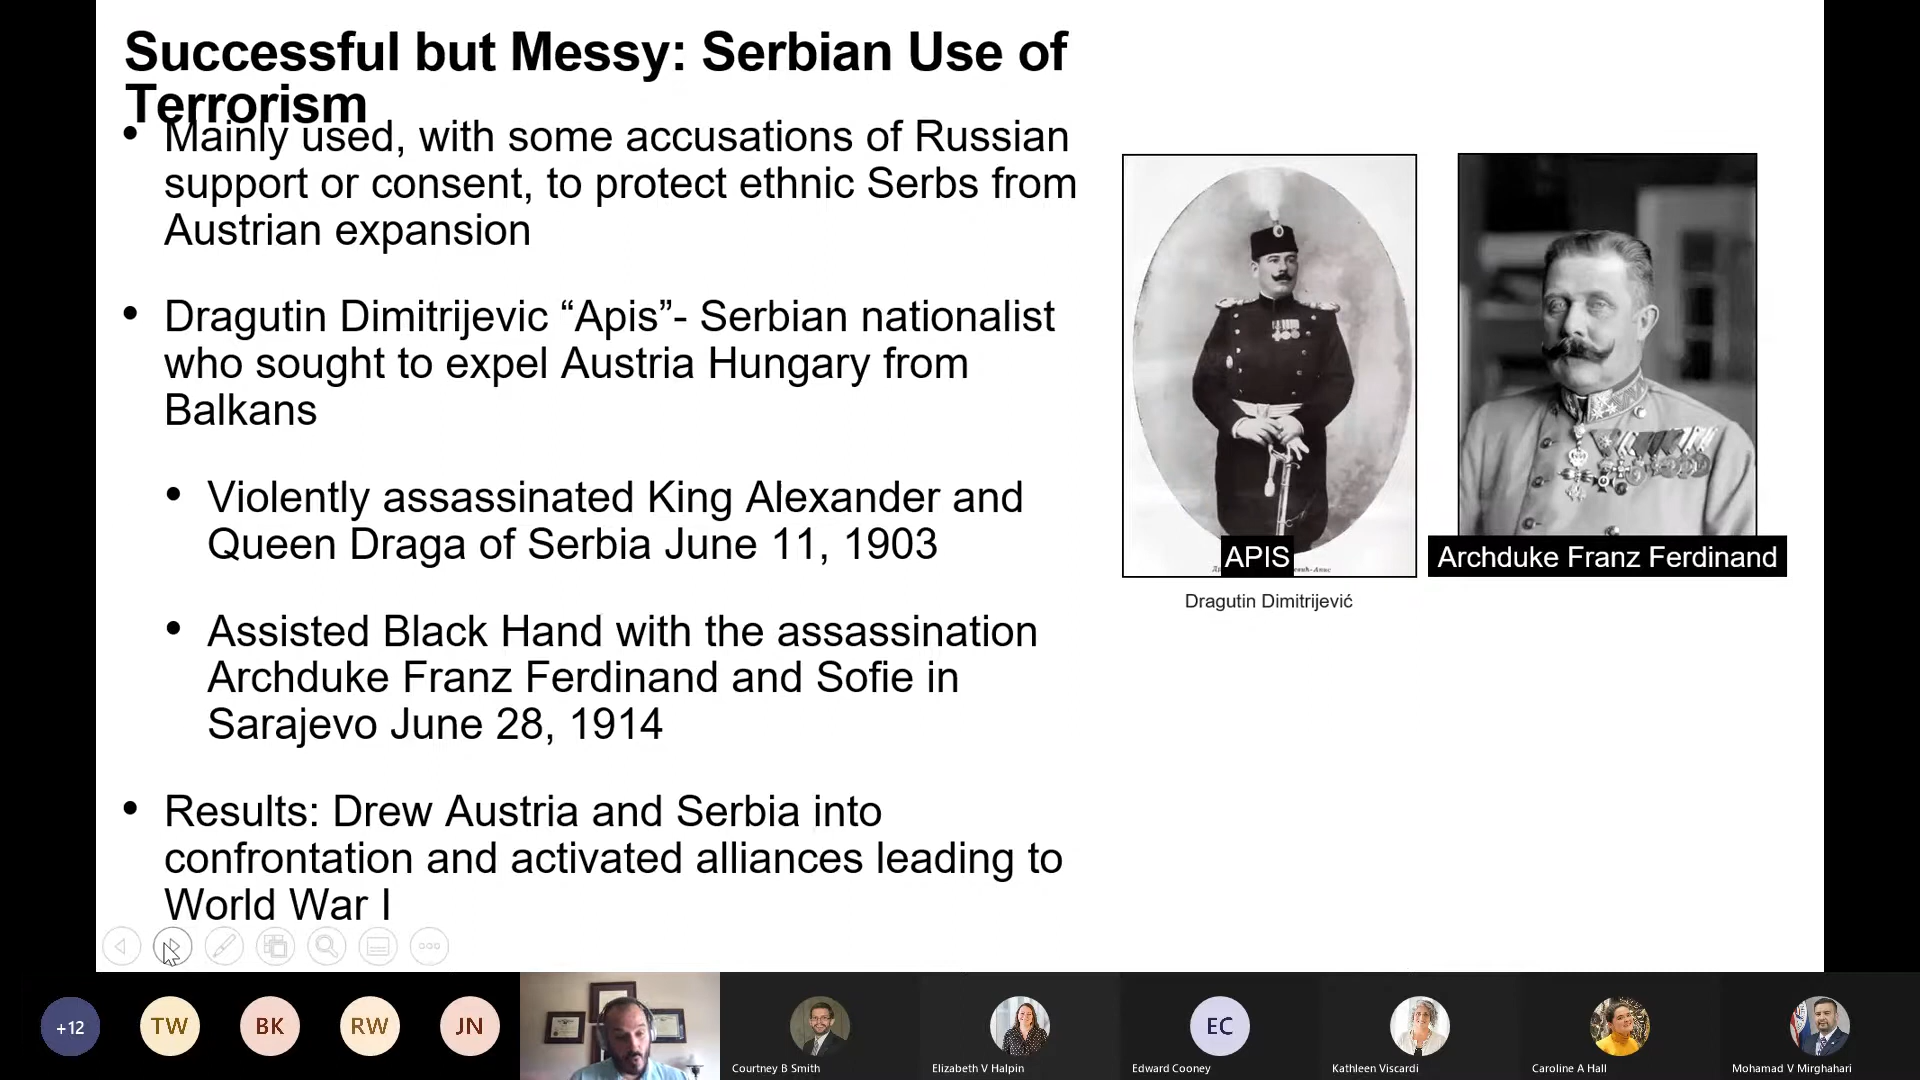 Successful but Messy: Serbian Use of
Terrorism
• Mainly used, with some accusations of Russian
support or consent, to protect ethnic Serbs from
Austrian expansion
• Dragutin Dimitrijevic “Apis”- Serbian nationalist
who sought to expel Austria Hungary from
Balkans
• Violently assassinated King Alexander and
Queen Draga of Serbia June 11, 1903
• Assisted Black Hand with the assassination
Archduke Franz Ferdinand and Sofie in
Sarajevo June 28, 1914
• Results: Drew Austria and Serbia into
confrontation and activated alliances leading to
World War I
APIS
Dragutin Dimitrijević
Archduke Franz Ferdinand
+12
TW
BK
RW
JN
Courtney B Smith
Elizabeth V Halpin
EC
Edward Cooney
Kathleen Viscardi
Caroline A Hall
Mohamad V Mirghahari